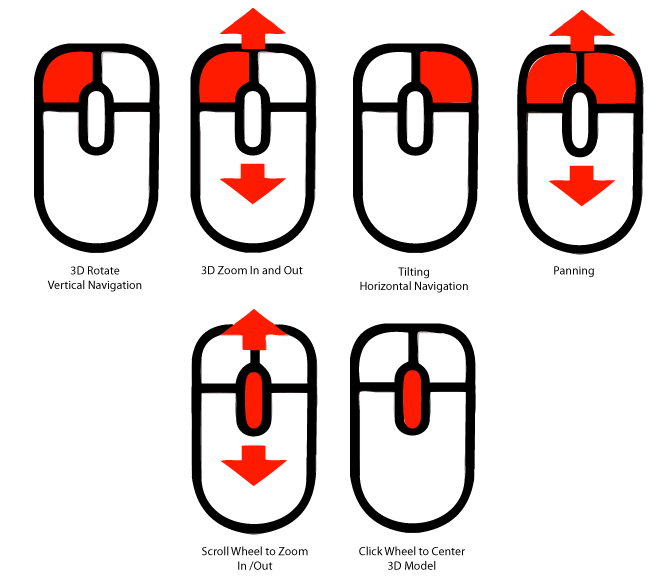 3D Rotate
Vertical Navigation
3D Zoom In and Out
Tilting
Horizontal Navigation
Panning
Scroll Wheel to Zoom
In /Out
Click Wheel to Center
3D Model